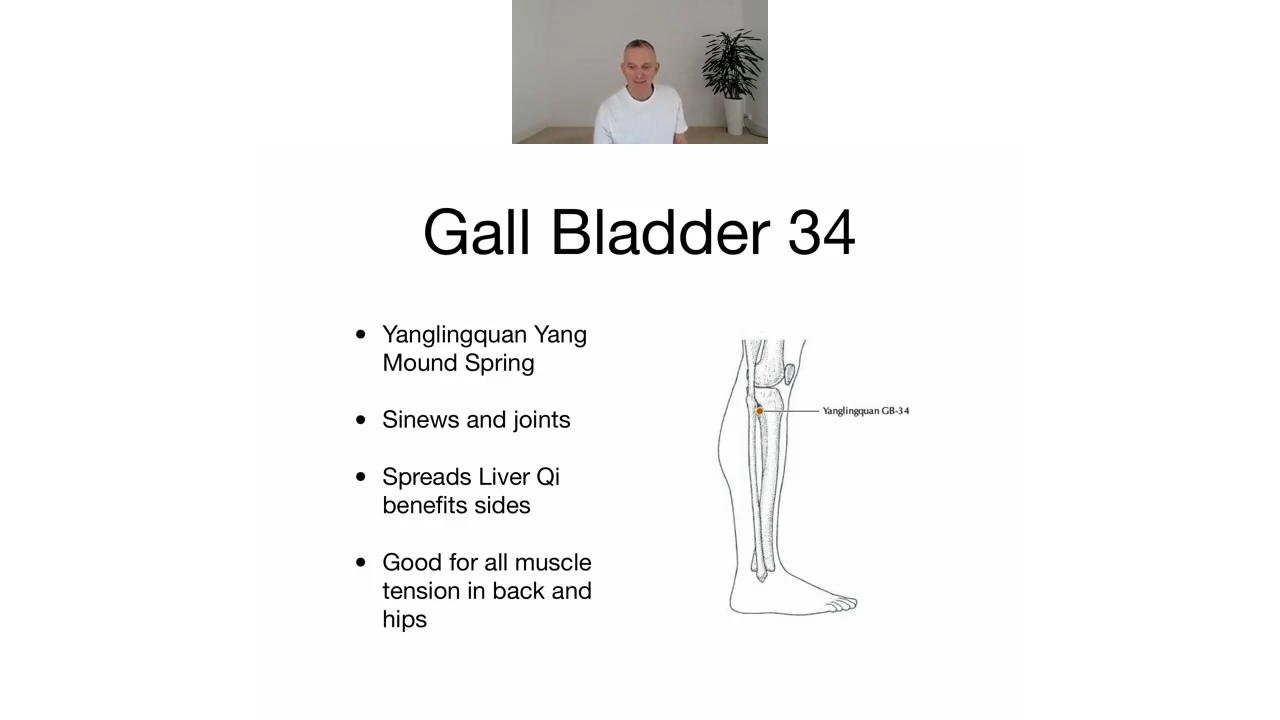 Gall Bladder 34
• Yanglingquan Yang
Mound Spring
• Sinews and joints
• Spreads Liver Qi
benefits sides
• Good for all muscle
tension in back and
hips
Yanglingquan GB-34